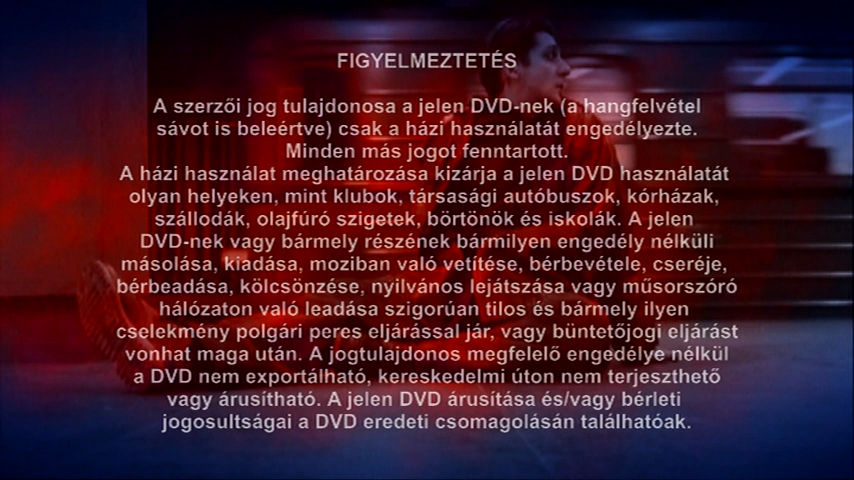 FIGYELMEZTETÉS
A szerzői jog tulajdonosa a jelen DVD-nek (a hangfelvétel
sávot is beleértve) csak a házi használatát engedélyezte.
Minden más jogot fenntartott.
A házi használat meghatározása kizárja a jelen DVD használatát
olyan helyeken, mint klubok, társasági autóbuszok, kórházak,
szállodák, olajfúró szigetek, börtönök és iskolák. A jelen
DVD-nek vagy bármely részének bármilyen engedély nélküli
másolása, kiadása, moziban való vetítése, bérbevétele, cseréje,
bérbeadása, kölcsönzése, nyilvános lejátszása vagy műsorszóró
hálózaton való leadása szigorúan tilos és bármely ilyen
cselekmény polgári peres eljárással jár, vagy büntetőjogi eljárást
vonhat maga után. A jogtulajdonos megfelelő engedélye nélkül
a DVD nem exportálható, kereskedelmi úton nem terjeszthető
vagy árusítható. A jelen DVD árusítása és/vagy bérleti
jogosultságai a DVD eredeti csomagolásán találhatóak.